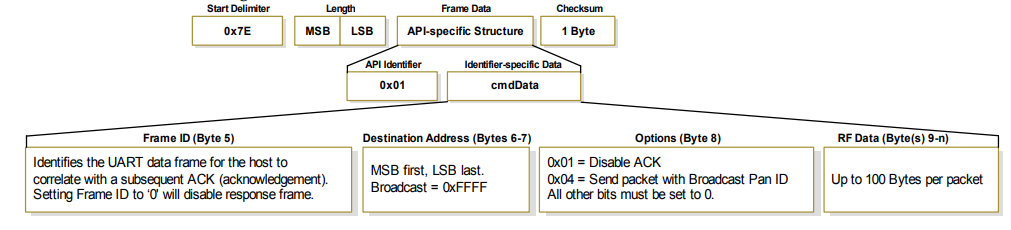 Start Delimiter Length Frame Data Checksum
0x7E MSB LSB API-specific Structure 1 Byte
API Identifier Identifier-specific Data
0x01 cmdData
Frame ID (Byte 5)
Identifies the UART data frame for the host to
correlate with a subsequent ACK (acknowledgement).
Setting Frame ID to ‘0' will disable response frame.
Destination Address (Bytes 6-7)
MSB first, LSB last.
Broadcast = 0xFFFF
Options (Byte 8)
0x01 = Disable ACK
0x04 = Send packet with Broadcast Pan ID
All other bits must be set to 0.
RF Data (Byte(s) 9-n)
Up to 100 Bytes per packet